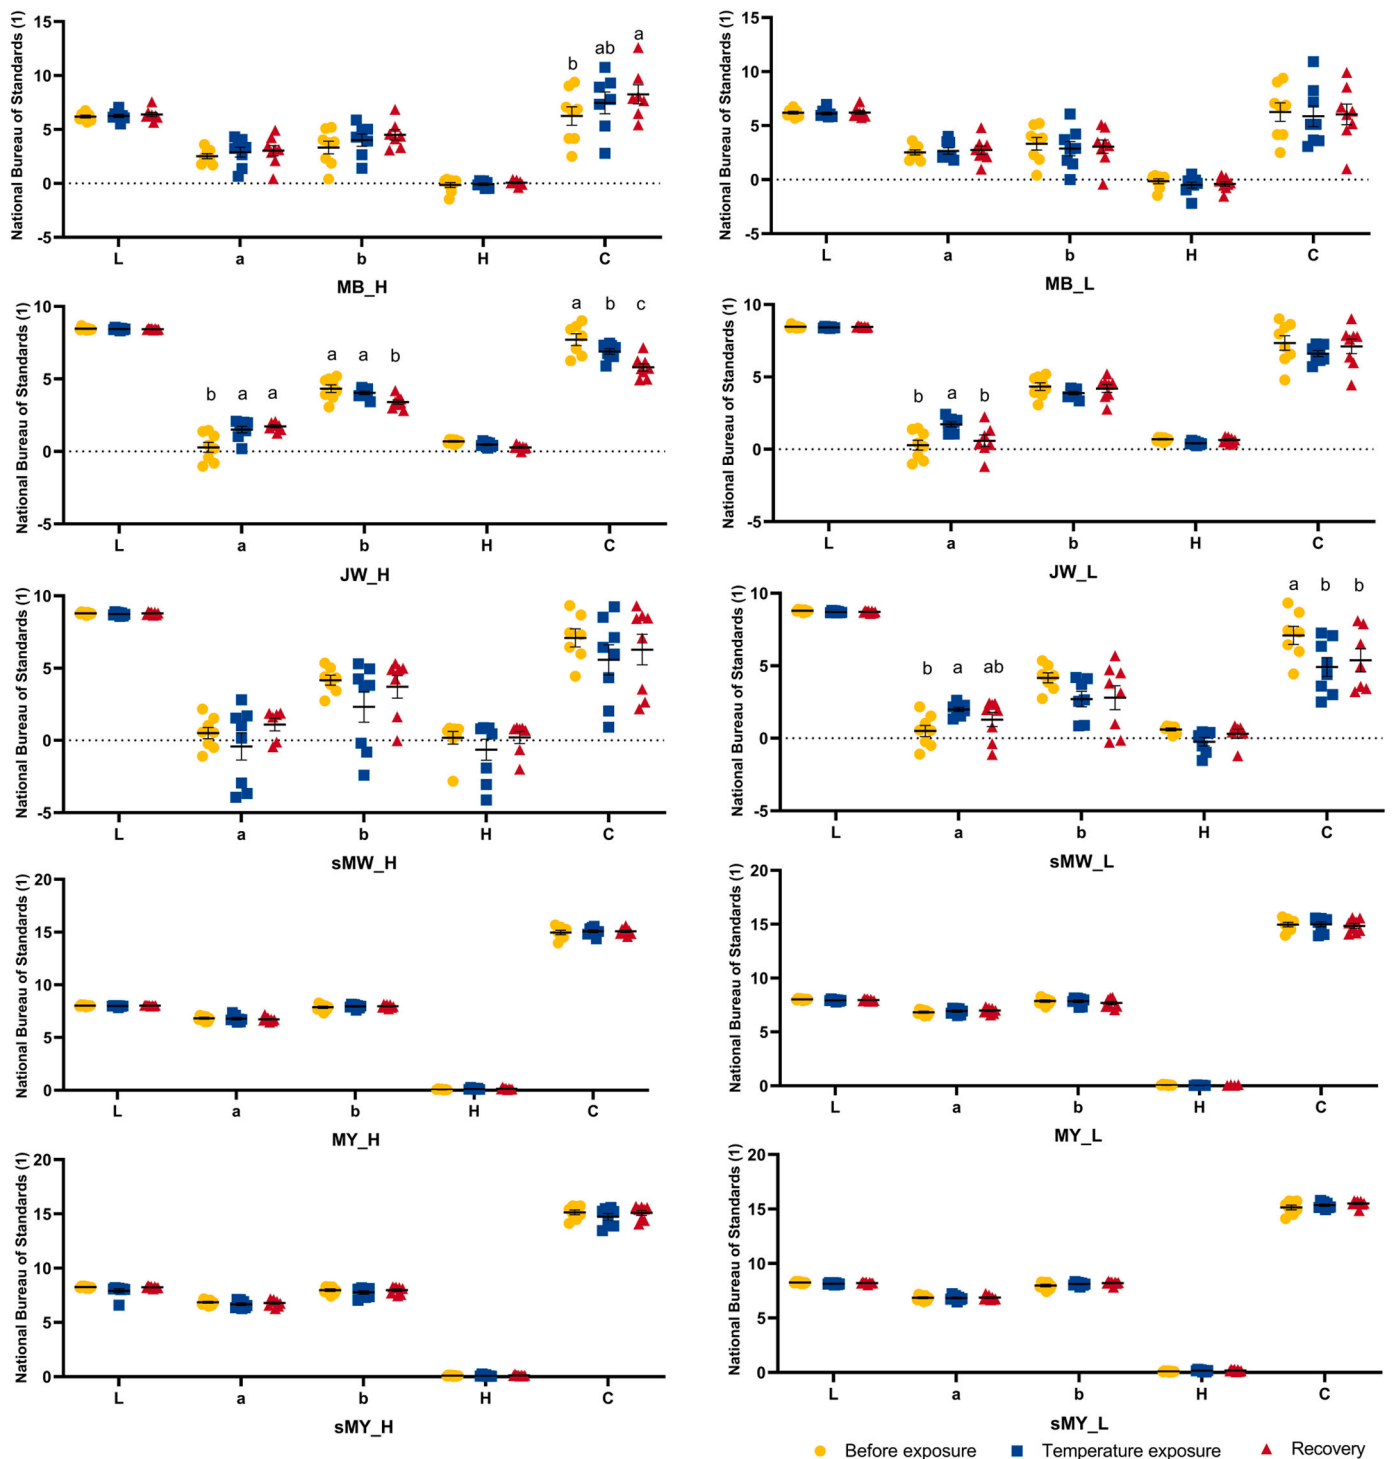 National Bureau of Standards (1)
15
10
5
0
-5
b
ab
a
L
a
b
H
C
MB_H
National Bureau of Standards (1)
15
10
5
0
-5
L
a
b
H
C
MB_L
National Bureau of Standards (1)
10
5
0
-5
b
a
a
a
a
b
a
b
c
L
a
b
H
C
JW_H
National Bureau of Standards (1)
10
5
0
-5
b
a
b
L
a
b
H
C
JW_L
National Bureau of Standards (1)
10
5
0
-5
L
a
b
H
C
sMW_H
National Bureau of Standards (1)
10
5
0
-5
b
a
ab
a
b
b
L
a
b
H
C
sMW_L
National Bureau of Standards (1)
20
15
10
5
0
L
a
b
H
C
MY_H
National Bureau of Standards (1)
20
15
10
5
0
L
a
b
H
C
MY_L
National Bureau of Standards (1)
20
15
10
5
0
L
a
b
H
C
sMY_H
National Bureau of Standards (1)
20
15
10
5
0
L
a
b
H
C
sMY_L
Before exposure
Temperature exposure
Recovery